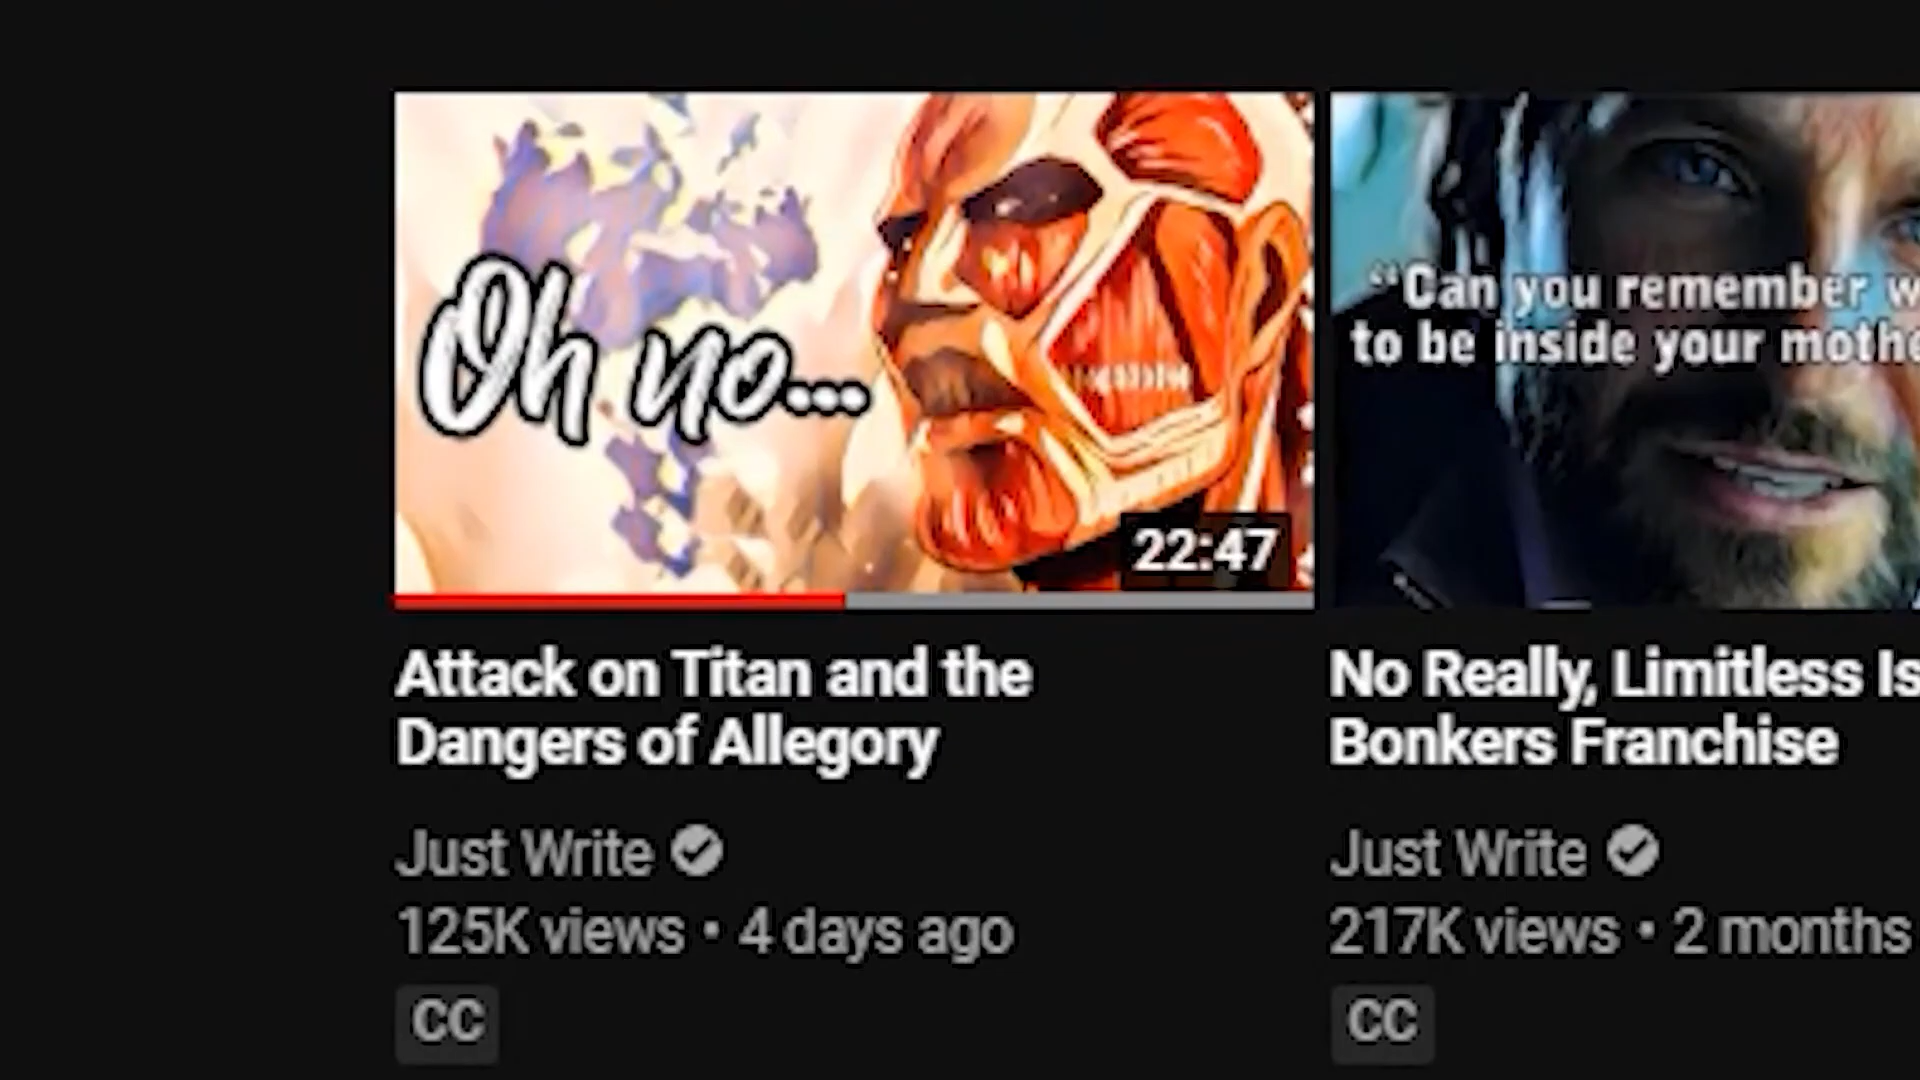 Oh no...
22:47
Attack on Titan and the
Dangers of Allegory
Just Write
125K views • 4 days ago
CC
“Can you remember
to be inside your
No Really, Limitless Is
Bonkers Franchise
Just Write
217K views • 2 months
CC